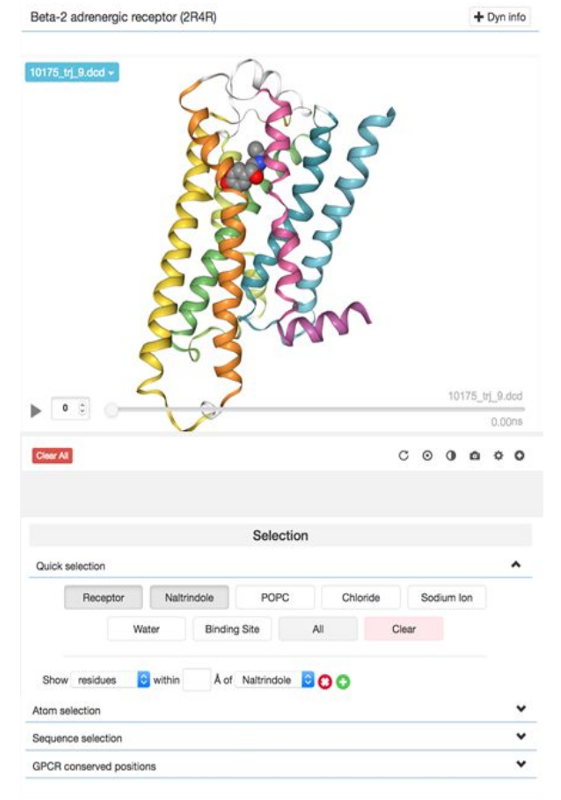 Beta-2 adrenergic receptor (2R4R)
Dyn info
10175_trj_9.dcd
10175_trj_9.dcd
0
0.00ns
Clear All
Selection
Quick selection
Receptor Naltrindole POPC Chloride Sodium Ion
Water Binding Site All Clear
Show residues within Å of Naltrindole
Atom selection
Sequence selection
GPCR conserved positions